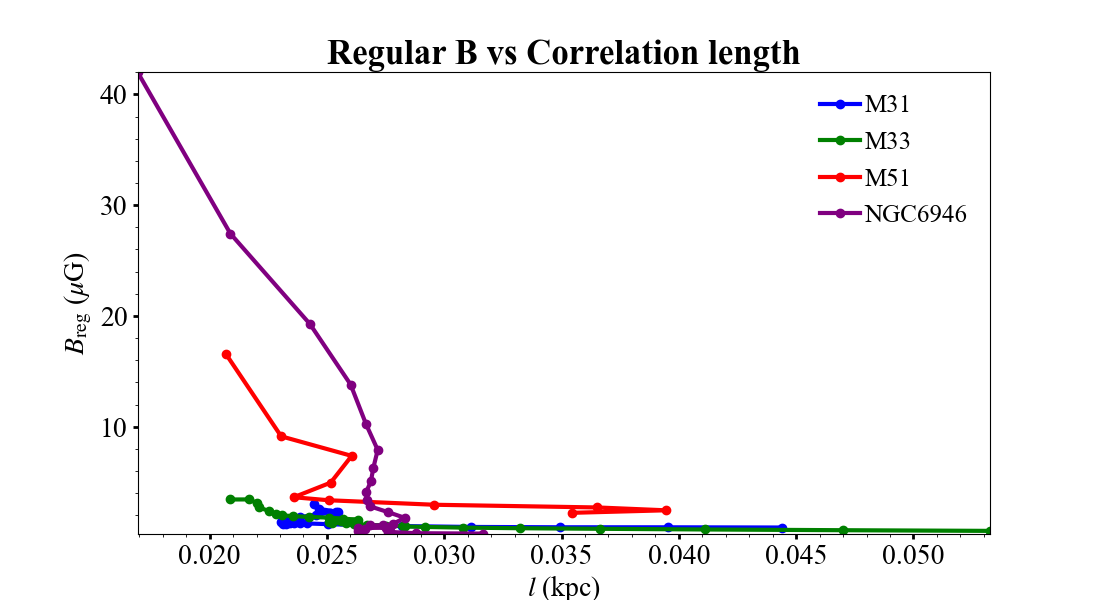 Regular B vs Correlation length
M31
M33
M51
NGC6946
40
30
20
10
B_reg (μG)
0.020 0.025 0.030 0.035 0.040 0.045 0.050
l (kpc)